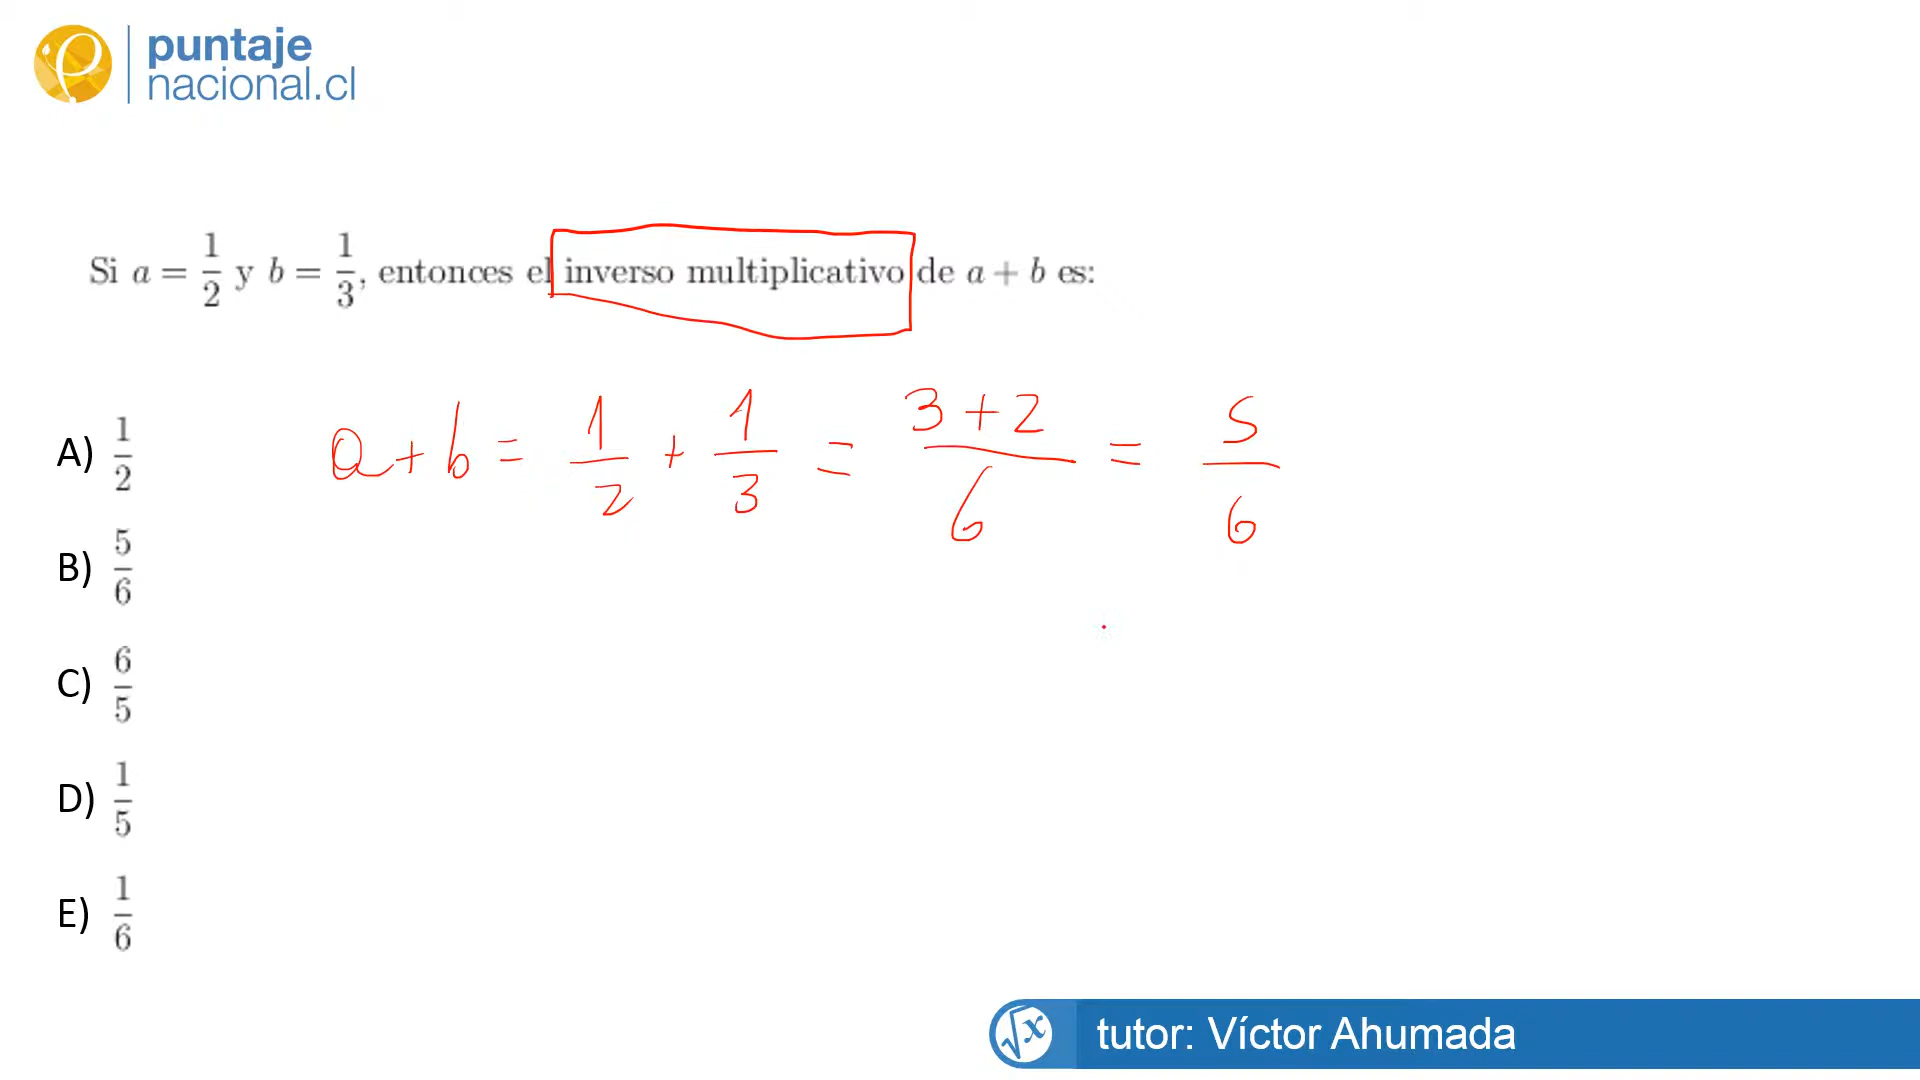 puntaje
nacional.cl
Si a = 1/2 y b = 1/3, entonces el inverso multiplicativo de a + b es:
a + b = 1/2 + 1/3 = 3+2/6 = 5/6
A) 1/2
B) 5/6
C) 6/5
D) 1/5
E) 1/6
√x tutor: Víctor Ahumada